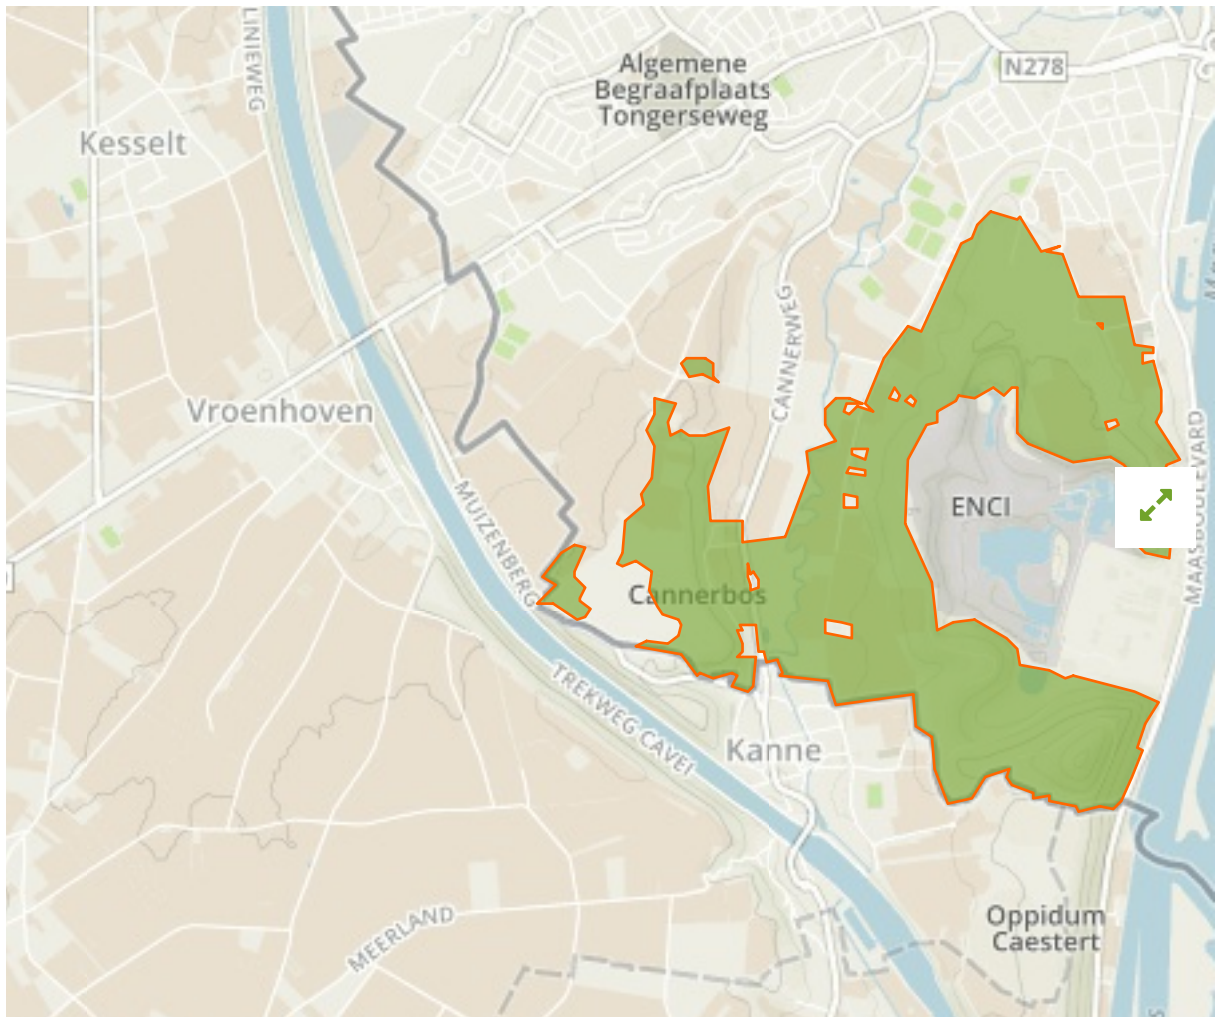 LINIEWEG
Algemene
Begraafplaats
Tongerseweg
N278
Kesselt
CANNERWEG
Vroenhoven
MAASBOULEVARD
MUIZENBERG
ENCI
Cannerbos
TREKWEG CAVEI
Kanne
MEERLAND
Oppidum
Caestert